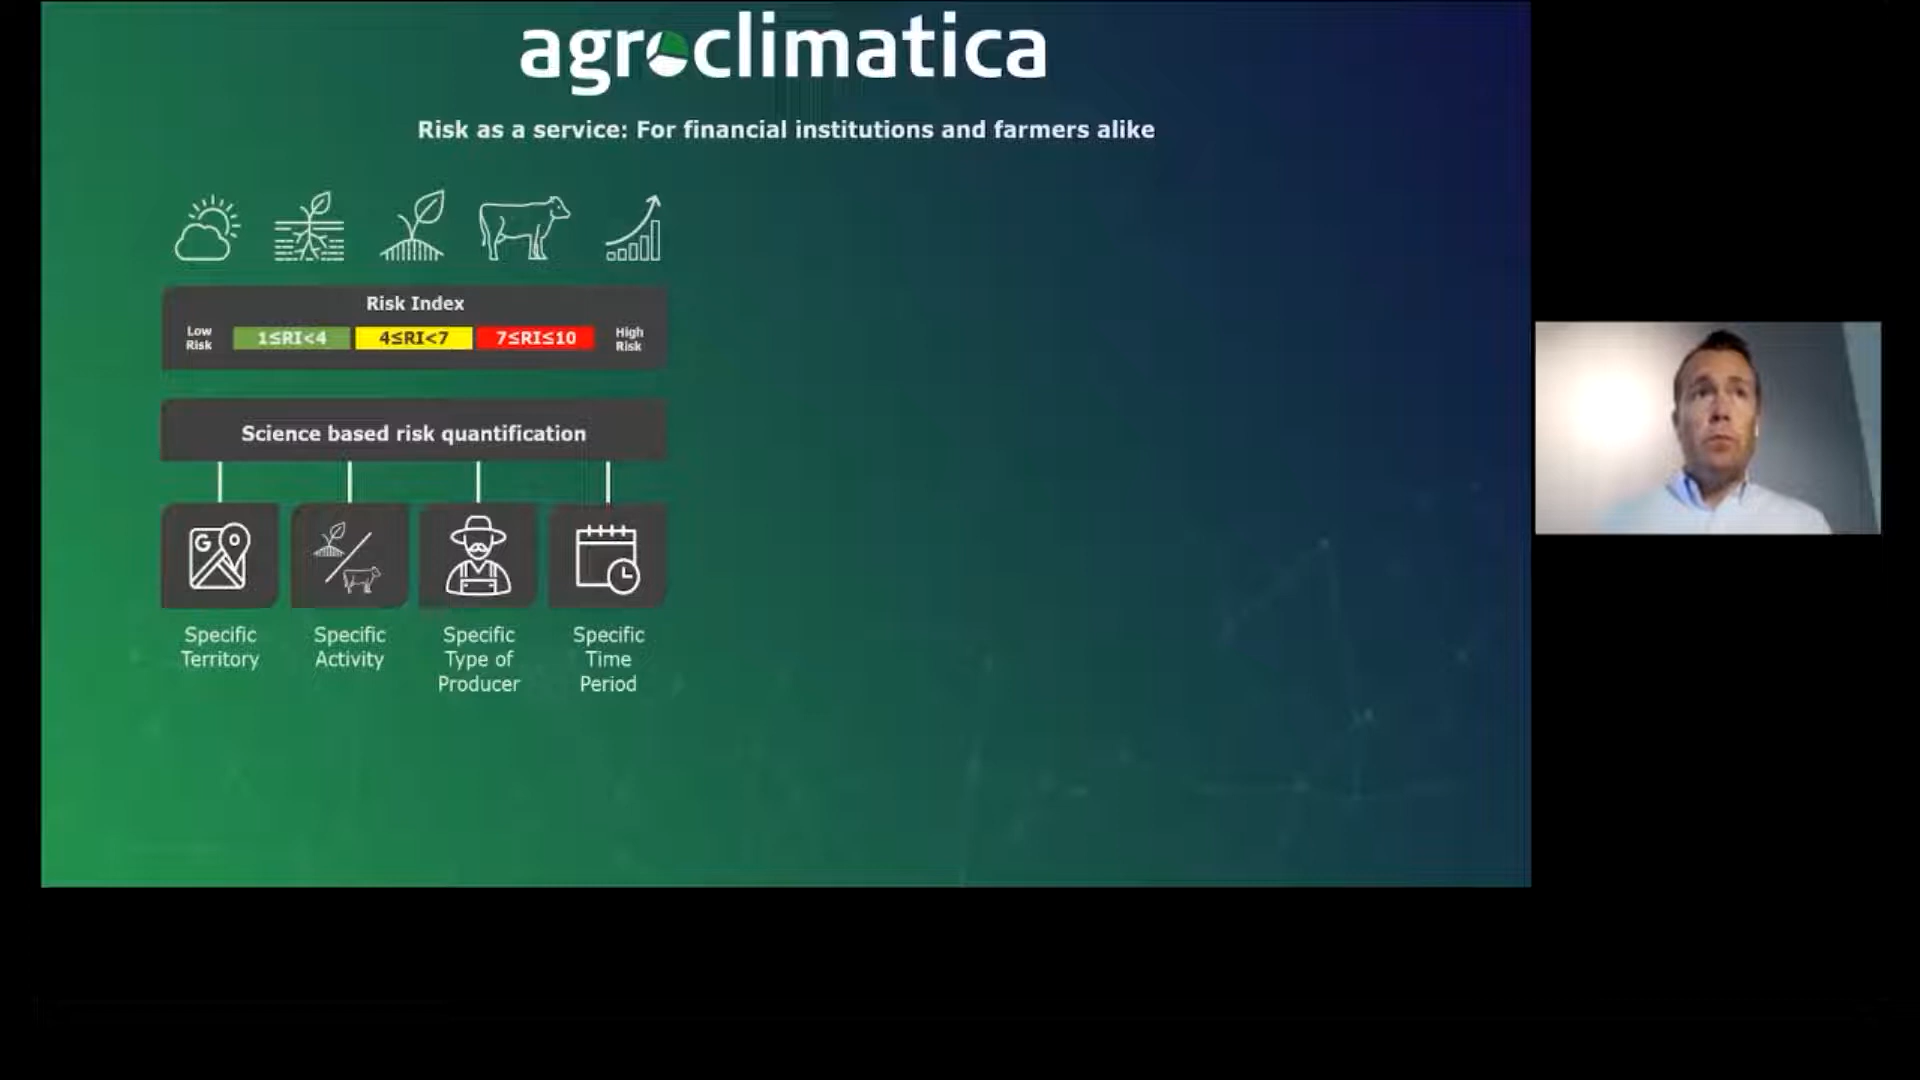 agroclimatica
Risk as a service: For financial institutions and farmers alike
Risk Index
Low
Risk
1≤RI<4
4≤RI<7
7≤RI≤10
High
Risk
Science based risk quantification
G
Specific
Territory
Specific
Activity
Specific
Type of
Producer
Specific
Time
Period